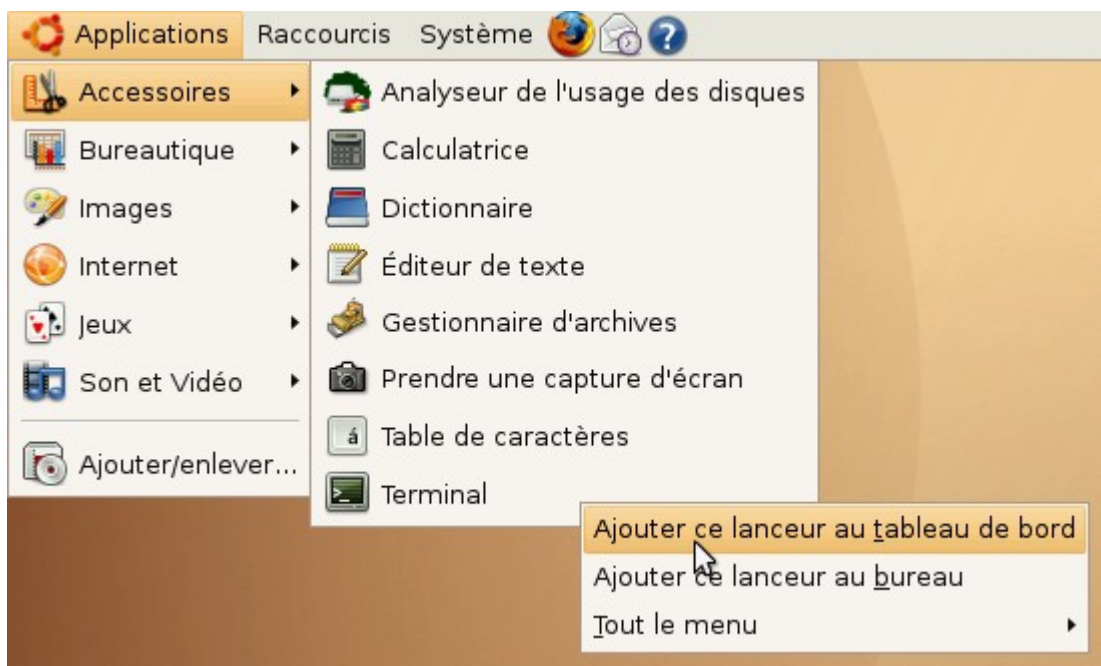 Applications Raccourcis Système
Accessoires
Bureautique
Images
Internet
Jeux
Son et Vidéo
Ajouter/enlever...
Analyseur de l'usage des disques
Calculatrice
Dictionnaire
Éditeur de texte
Gestionnaire d'archives
Prendre une capture d'écran
á Table de caractères
Terminal
Ajouter ce lanceur au tableau de bord
Ajouter ce lanceur au bureau
Tout le menu